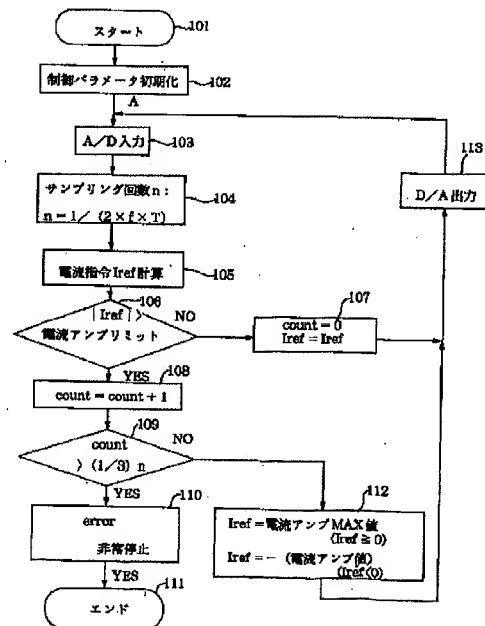 スタート
101
制御パラメータ初期化
102
A
A/D入力
103
サンプリング回数n:
n=1/(2×f×T)
104
電流指令Iref計算
105
106
|Iref|>
電流アンプリミット
NO
107
count=0
Iref=Iref
YES
108
count=count+1
109
count
>(1/3)n
NO
YES
110
error
非常停止
112
Iref=電流アンプMAX値
(Iref≧0)
Iref=-(電流アンプ値)
(Iref<0)
YES
111
エンド
113
D/A出力